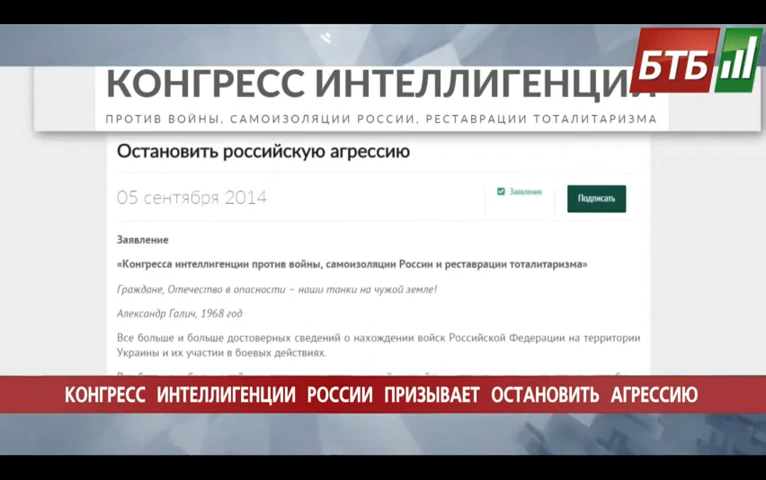 БТБ
КОНГРЕСС ИНТЕЛЛИГЕНЦИИ
ПРОТИВ ВОЙНЫ, САМОИЗОЛЯЦИИ РОССИИ, РЕСТАВРАЦИИ ТОТАЛИТАРИЗМА
Остановить российскую агрессию
05 сентября 2014
Заявления
Подписать
Заявление
«Конгресса интеллигенции против войны, самоизоляции России и реставрации тоталитаризма»
Граждане, Отечество в опасности – наши танки на чужой земле!
Александр Галич, 1968 год
Все больше и больше достоверных сведений о нахождении войск Российской Федерации на территории
Украины и их участии в боевых действиях.
КОНГРЕСС ИНТЕЛЛИГЕНЦИИ РОССИИ ПРИЗЫВАЕТ ОСТАНОВИТЬ АГРЕССИЮ